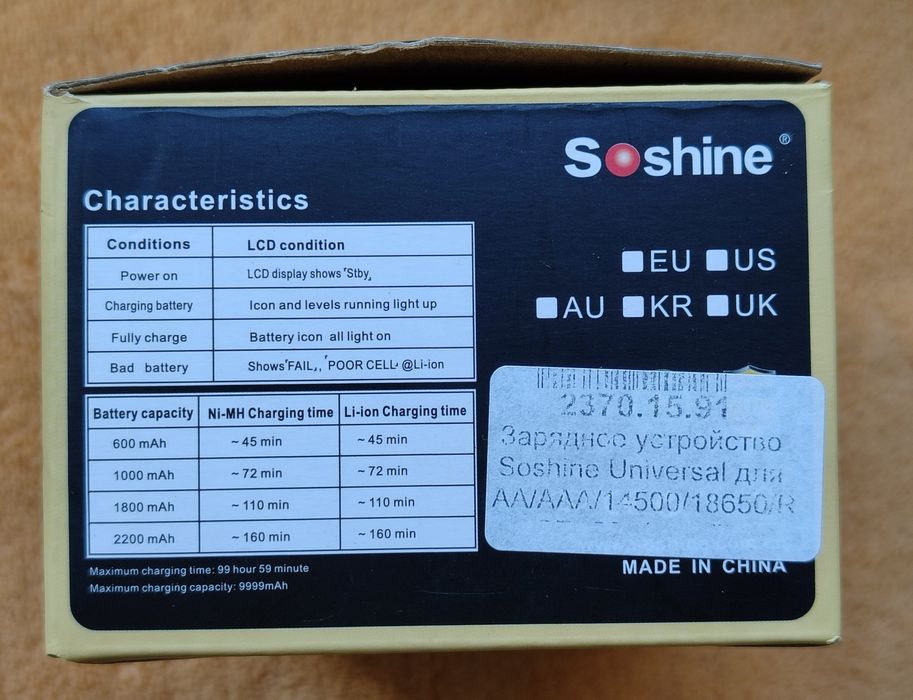 Soshine®
Characteristics
Conditions LCD condition
Power on LCD display shows「Stby」
Charging battery Icon and levels running light up
Fully charge Battery icon all light on
Bad battery Shows「FAIL」,「POOR CELL」@Li-ion
EU US
AU KR UK
Battery capacity Ni-MH Charging time Li-ion Charging time
600 mAh ~ 45 min ~ 45 min
1000 mAh ~ 72 min ~ 72 min
1800 mAh ~ 110 min ~ 110 min
2200 mAh ~ 160 min ~ 160 min
Maximum charging time: 99 hour 59 minute
Maximum charging capacity: 9999mAh
2370.15.91
Зарядное устройство
Soshine Universal для
AA/AAA/14500/18650/R
MADE IN CHINA